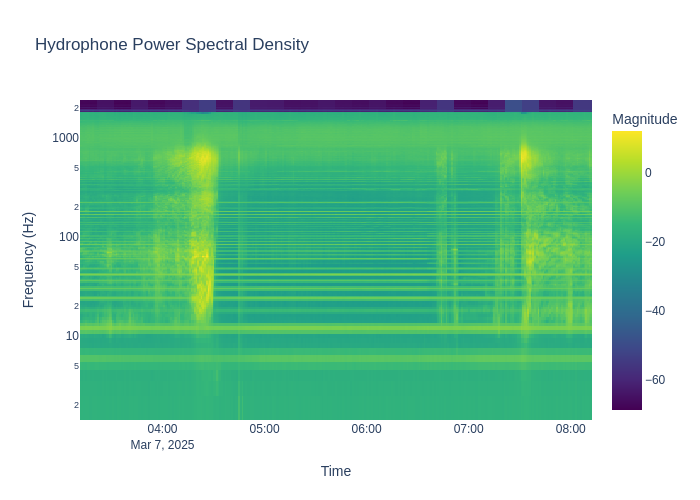 Hydrophone Power Spectral Density
Magnitude
2
1000
5
2
100
5
2
10
5
2
Frequency (Hz)
0
−20
−40
−60
04:00 05:00 06:00 07:00 08:00
Mar 7, 2025
Time